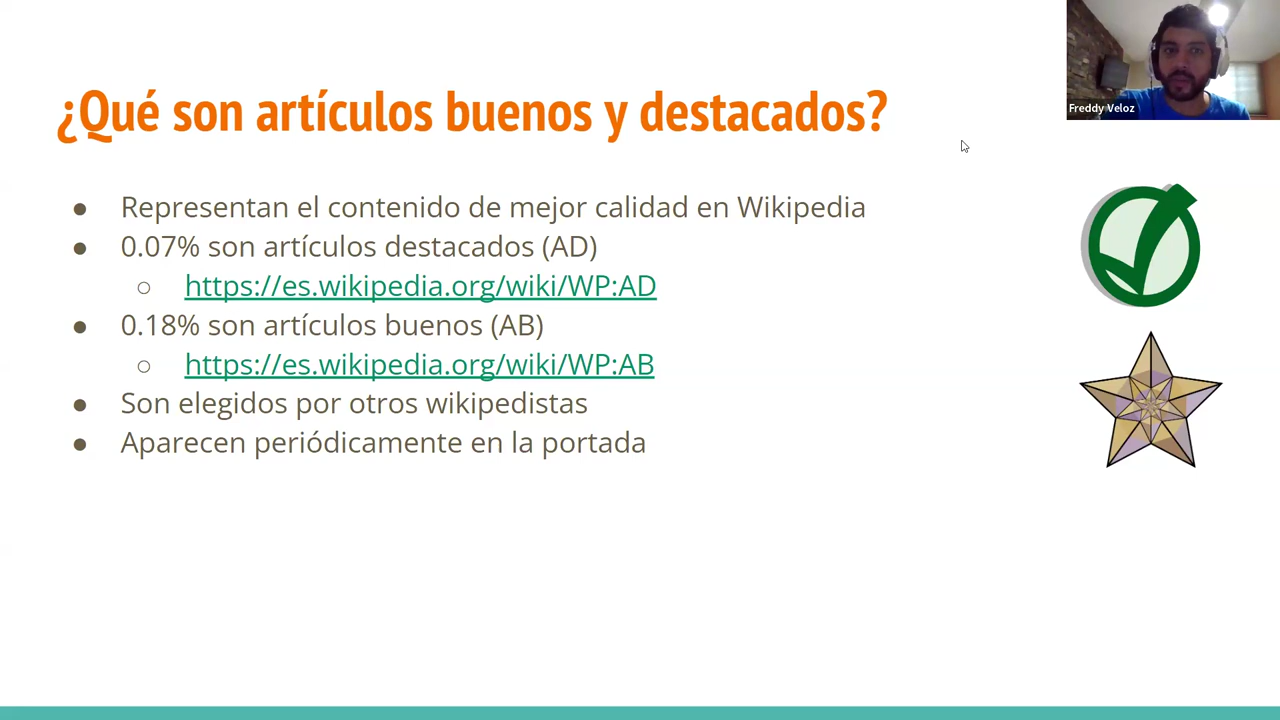 ¿Qué son artículos buenos y destacados?
Freddy Veloz
● Representan el contenido de mejor calidad en Wikipedia
● 0.07% son artículos destacados (AD)
○ https://es.wikipedia.org/wiki/WP:AD
● 0.18% son artículos buenos (AB)
○ https://es.wikipedia.org/wiki/WP:AB
● Son elegidos por otros wikipedistas
● Aparecen periódicamente en la portada